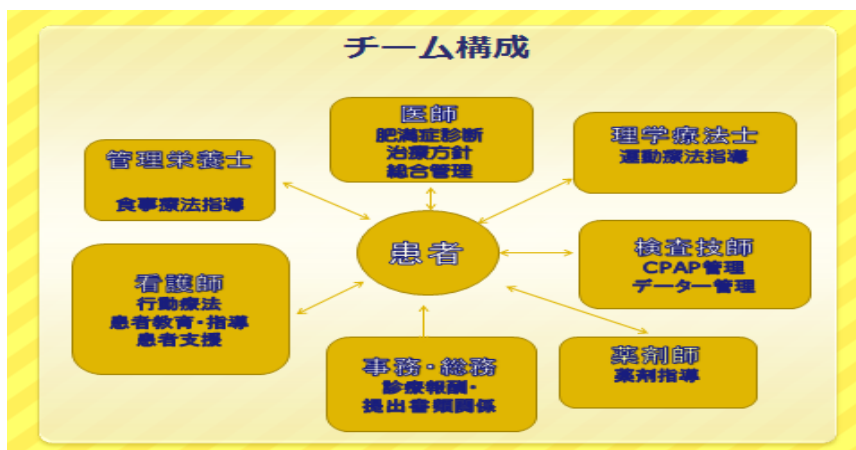 チーム構成
医師
肥満症診断
治療方針
総合管理
管理栄養士
食事療法指導
理学療法士
運動療法指導
患者
検査技師
CPAP管理
データー管理
看護師
行動療法
患者教育・指導
患者支援
事務・総務
診療報酬・
提出書類関係
薬剤師
薬剤指導